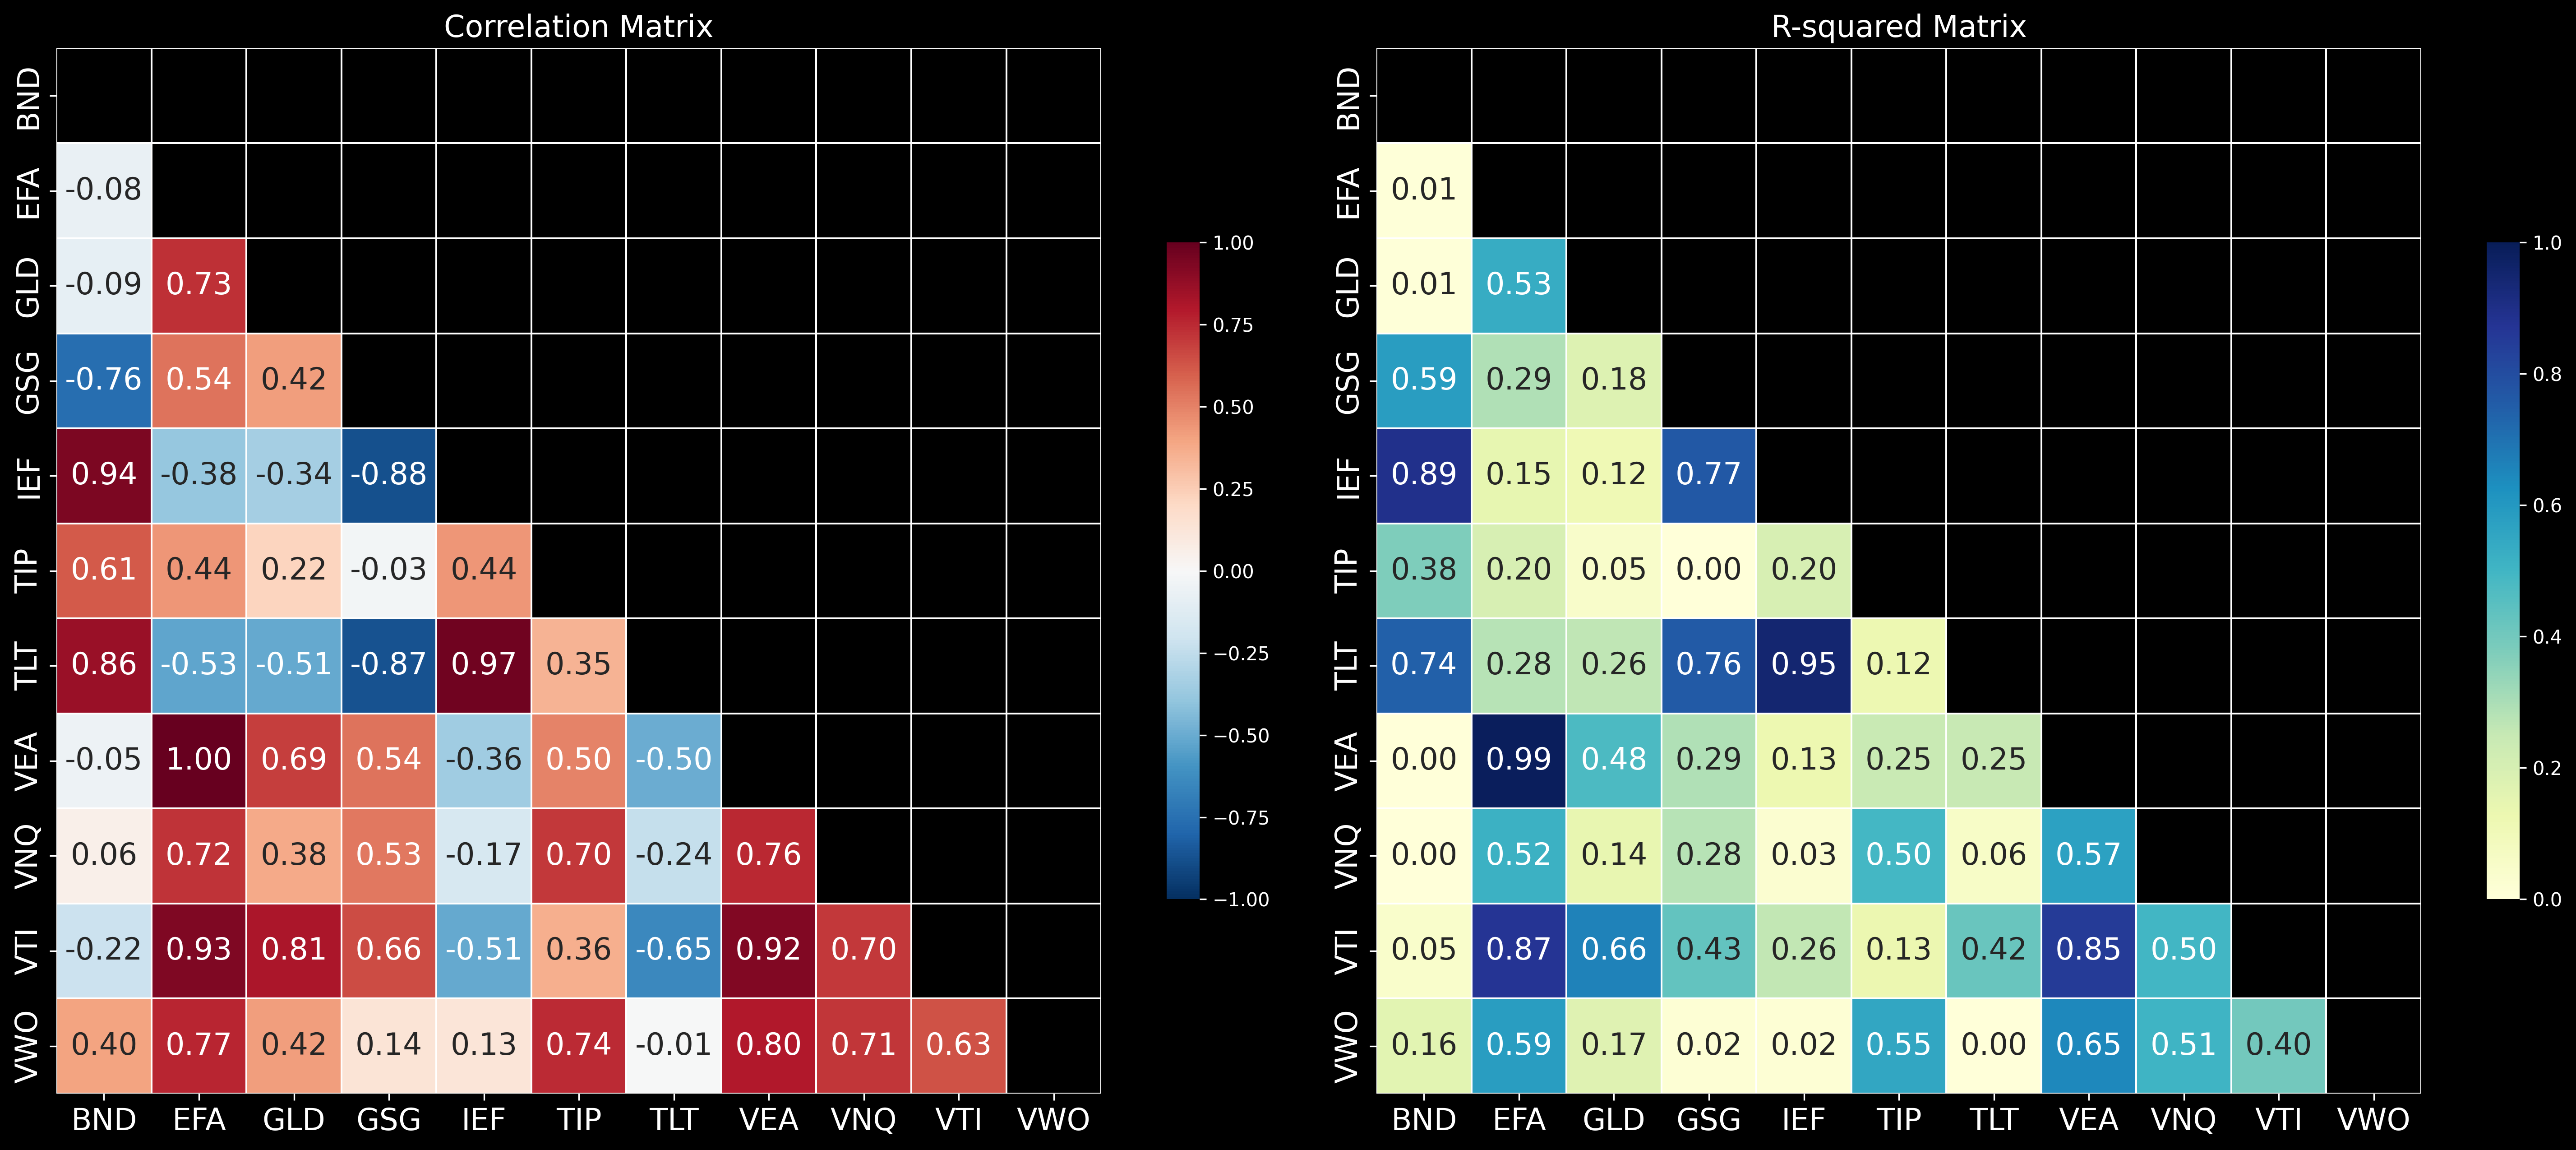 Correlation Matrix
BND
EFA -0.08
GLD -0.09 0.73
GSG -0.76 0.54 0.42
IEF 0.94 -0.38 -0.34 -0.88
TIP 0.61 0.44 0.22 -0.03 0.44
TLT 0.86 -0.53 -0.51 -0.87 0.97 0.35
VEA -0.05 1.00 0.69 0.54 -0.36 0.50 -0.50
VNQ 0.06 0.72 0.38 0.53 -0.17 0.70 -0.24 0.76
VTI -0.22 0.93 0.81 0.66 -0.51 0.36 -0.65 0.92 0.70
VWO 0.40 0.77 0.42 0.14 0.13 0.74 -0.01 0.80 0.71 0.63
BND EFA GLD GSG IEF TIP TLT VEA VNQ VTI VWO
1.00
0.75
0.50
0.25
0.00
−0.25
−0.50
−0.75
−1.00
R-squared Matrix
BND
EFA 0.01
GLD 0.01 0.53
GSG 0.59 0.29 0.18
IEF 0.89 0.15 0.12 0.77
TIP 0.38 0.20 0.05 0.00 0.20
TLT 0.74 0.28 0.26 0.76 0.95 0.12
VEA 0.00 0.99 0.48 0.29 0.13 0.25 0.25
VNQ 0.00 0.52 0.14 0.28 0.03 0.50 0.06 0.57
VTI 0.05 0.87 0.66 0.43 0.26 0.13 0.42 0.85 0.50
VWO 0.16 0.59 0.17 0.02 0.02 0.55 0.00 0.65 0.51 0.40
BND EFA GLD GSG IEF TIP TLT VEA VNQ VTI VWO
1.0
0.8
0.6
0.4
0.2
0.0